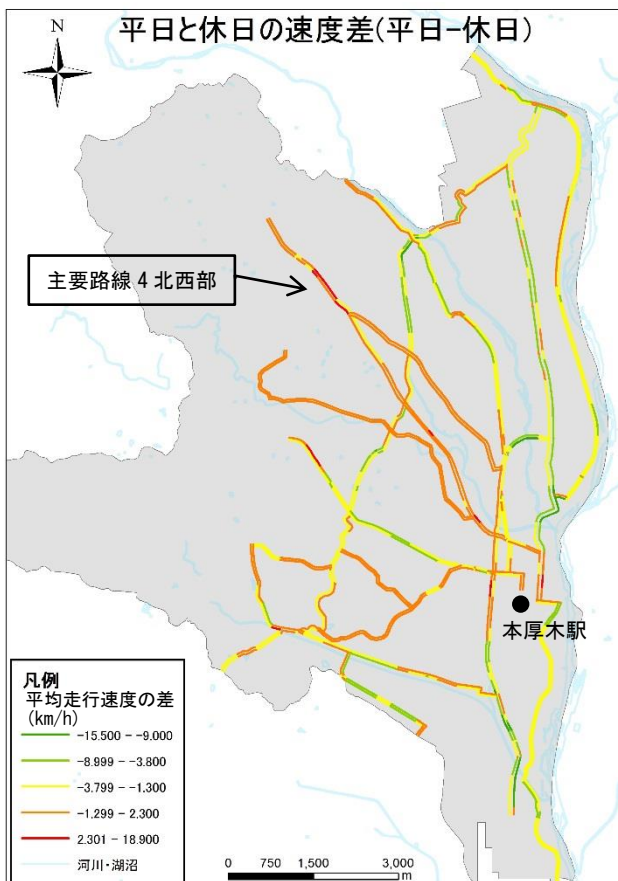 平日と休日の速度差(平日-休日)
N
主要路線4北西部
本厚木駅
凡例
平均走行速度の差
(km/h)
-15.500 - -9.000
-8.999 - -3.800
-3.799 - -1.300
-1.299 - 2.300
2.301 - 18.900
河川・湖沼
0 750 1,500 3,000
m